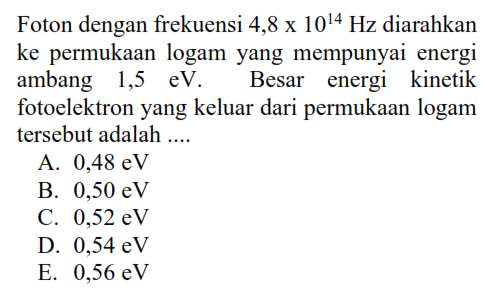 Foton dengan frekuensi 4,8 x 10¹⁴ Hz diarahkan
ke permukaan logam yang mempunyai energi
ambang 1,5 eV. Besar energi kinetik
fotoelektron yang keluar dari permukaan logam
tersebut adalah ....
A. 0,48 eV
B. 0,50 eV
C. 0,52 eV
D. 0,54 eV
E. 0,56 eV